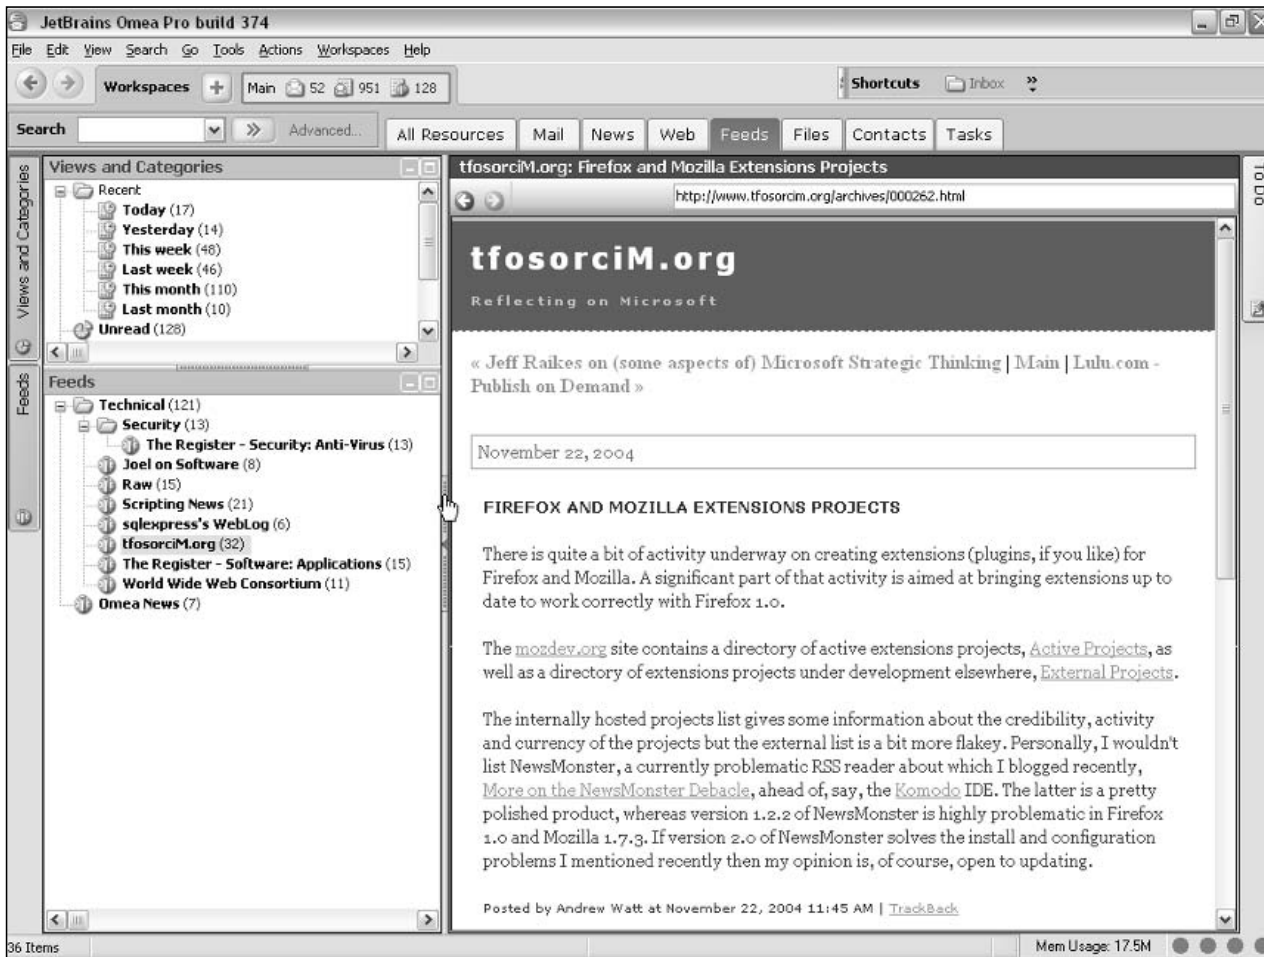 JetBrains Omea Pro build 374
File Edit View Search Go Tools Actions Workspaces Help
Workspaces + Main 52 951 128
Shortcuts Inbox »
Search Advanced...
All Resources Mail News Web Feeds Files Contacts Tasks
Views and Categories
Feeds
Views and Categories
Recent
Today (17)
Yesterday (14)
This week (48)
Last week (46)
This month (110)
Last month (10)
Unread (128)
Feeds
Technical (121)
Security (13)
The Register - Security: Anti-Virus (13)
Joel on Software (8)
Raw (15)
Scripting News (21)
sqlexpress's WebLog (6)
tfosorciM.org (32)
The Register - Software: Applications (15)
World Wide Web Consortium (11)
Omea News (7)
tfosorciM.org: Firefox and Mozilla Extensions Projects
http://www.tfosorcim.org/archives/000262.html
tfosorciM.org
Reflecting on Microsoft
« Jeff Raikes on (some aspects of) Microsoft Strategic Thinking | Main | Lulu.com -
Publish on Demand »
November 22, 2004
FIREFOX AND MOZILLA EXTENSIONS PROJECTS
There is quite a bit of activity underway on creating extensions (plugins, if you like) for
Firefox and Mozilla. A significant part of that activity is aimed at bringing extensions up to
date to work correctly with Firefox 1.0.
The mozdev.org site contains a directory of active extensions projects, Active Projects, as
well as a directory of extensions projects under development elsewhere, External Projects.
The internally hosted projects list gives some information about the credibility, activity
and currency of the projects but the external list is a bit more flakey. Personally, I wouldn't
list NewsMonster, a currently problematic RSS reader about which I blogged recently,
More on the NewsMonster Debacle, ahead of, say, the Komodo IDE. The latter is a pretty
polished product, whereas version 1.2.2 of NewsMonster is highly problematic in Firefox
1.0 and Mozilla 1.7.3. If version 2.0 of NewsMonster solves the install and configuration
problems I mentioned recently then my opinion is, of course, open to updating.
Posted by Andrew Watt at November 22, 2004 11:45 AM | TrackBack
To Do
36 Items
Mem Usage: 17.5M